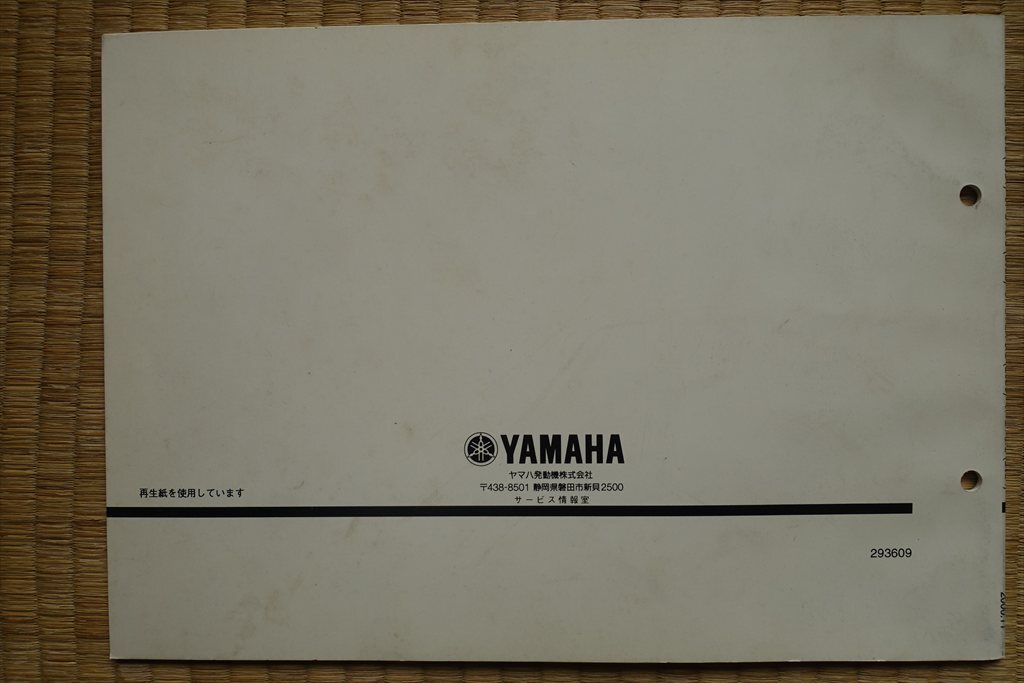 YAMAHA
ヤマハ発動機株式会社
〒438-8501 静岡県磐田市新貝2500
サービス情報室
再生紙を使用しています
293609